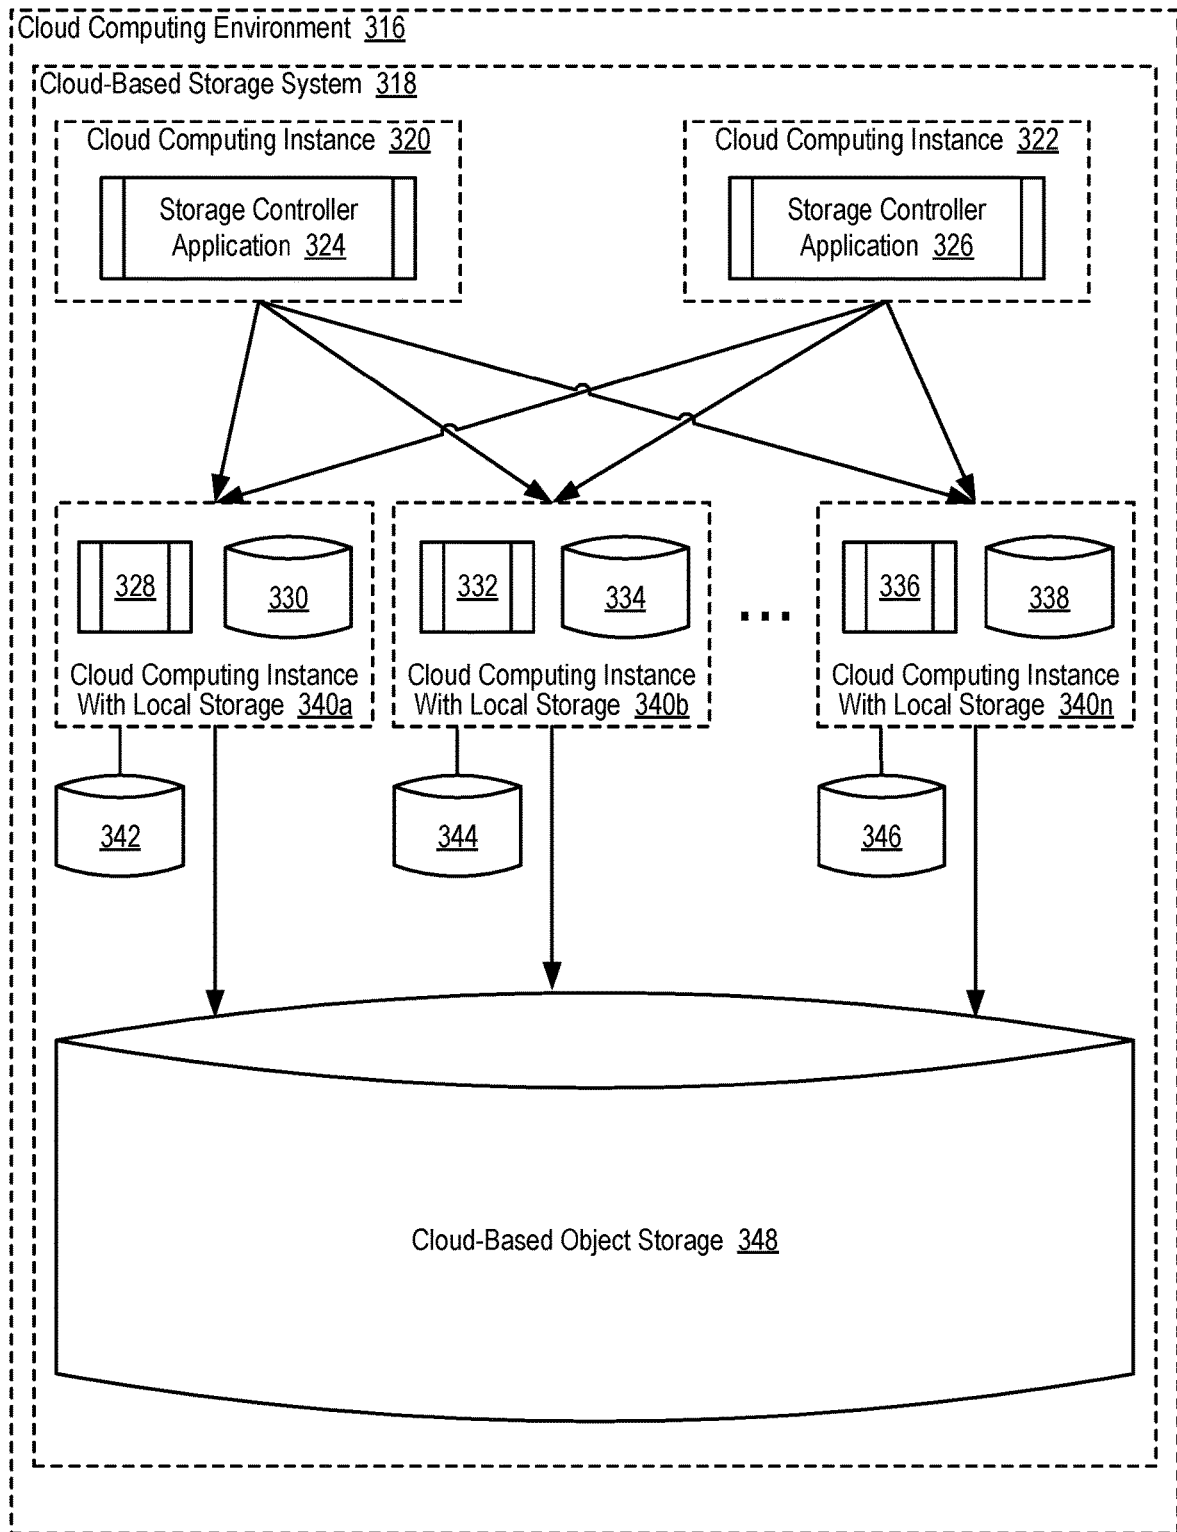 Cloud Computing Environment 316
Cloud-Based Storage System 318
Cloud Computing Instance 320
Storage Controller
Application 324
Cloud Computing Instance 322
Storage Controller
Application 326
328
330
Cloud Computing Instance
With Local Storage 340a
332
334
Cloud Computing Instance
With Local Storage 340b
...
336
338
Cloud Computing Instance
With Local Storage 340n
342
344
346
Cloud-Based Object Storage 348